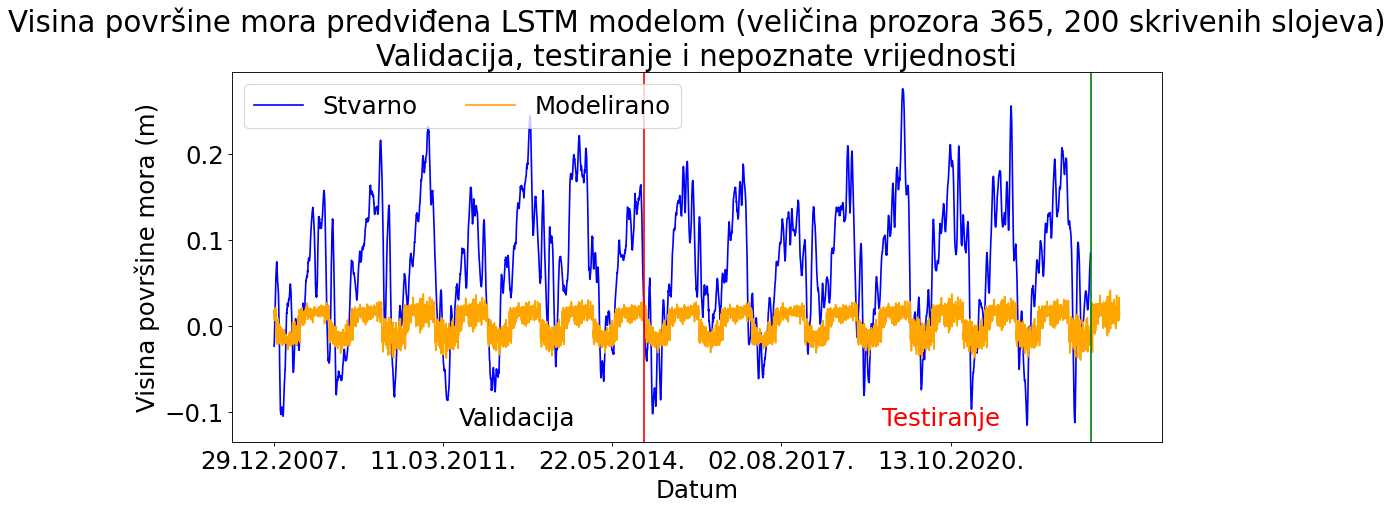 Visina površine mora predviđena LSTM modelom (veličina prozora 365, 200 skrivenih slojeva)
Validacija, testiranje i nepoznate vrijednosti
Stvarno
Modelirano
Visina površine mora (m)
0.2
0.1
0.0
−0.1
Validacija
Testiranje
29.12.2007.
11.03.2011.
22.05.2014.
02.08.2017.
13.10.2020.
Datum